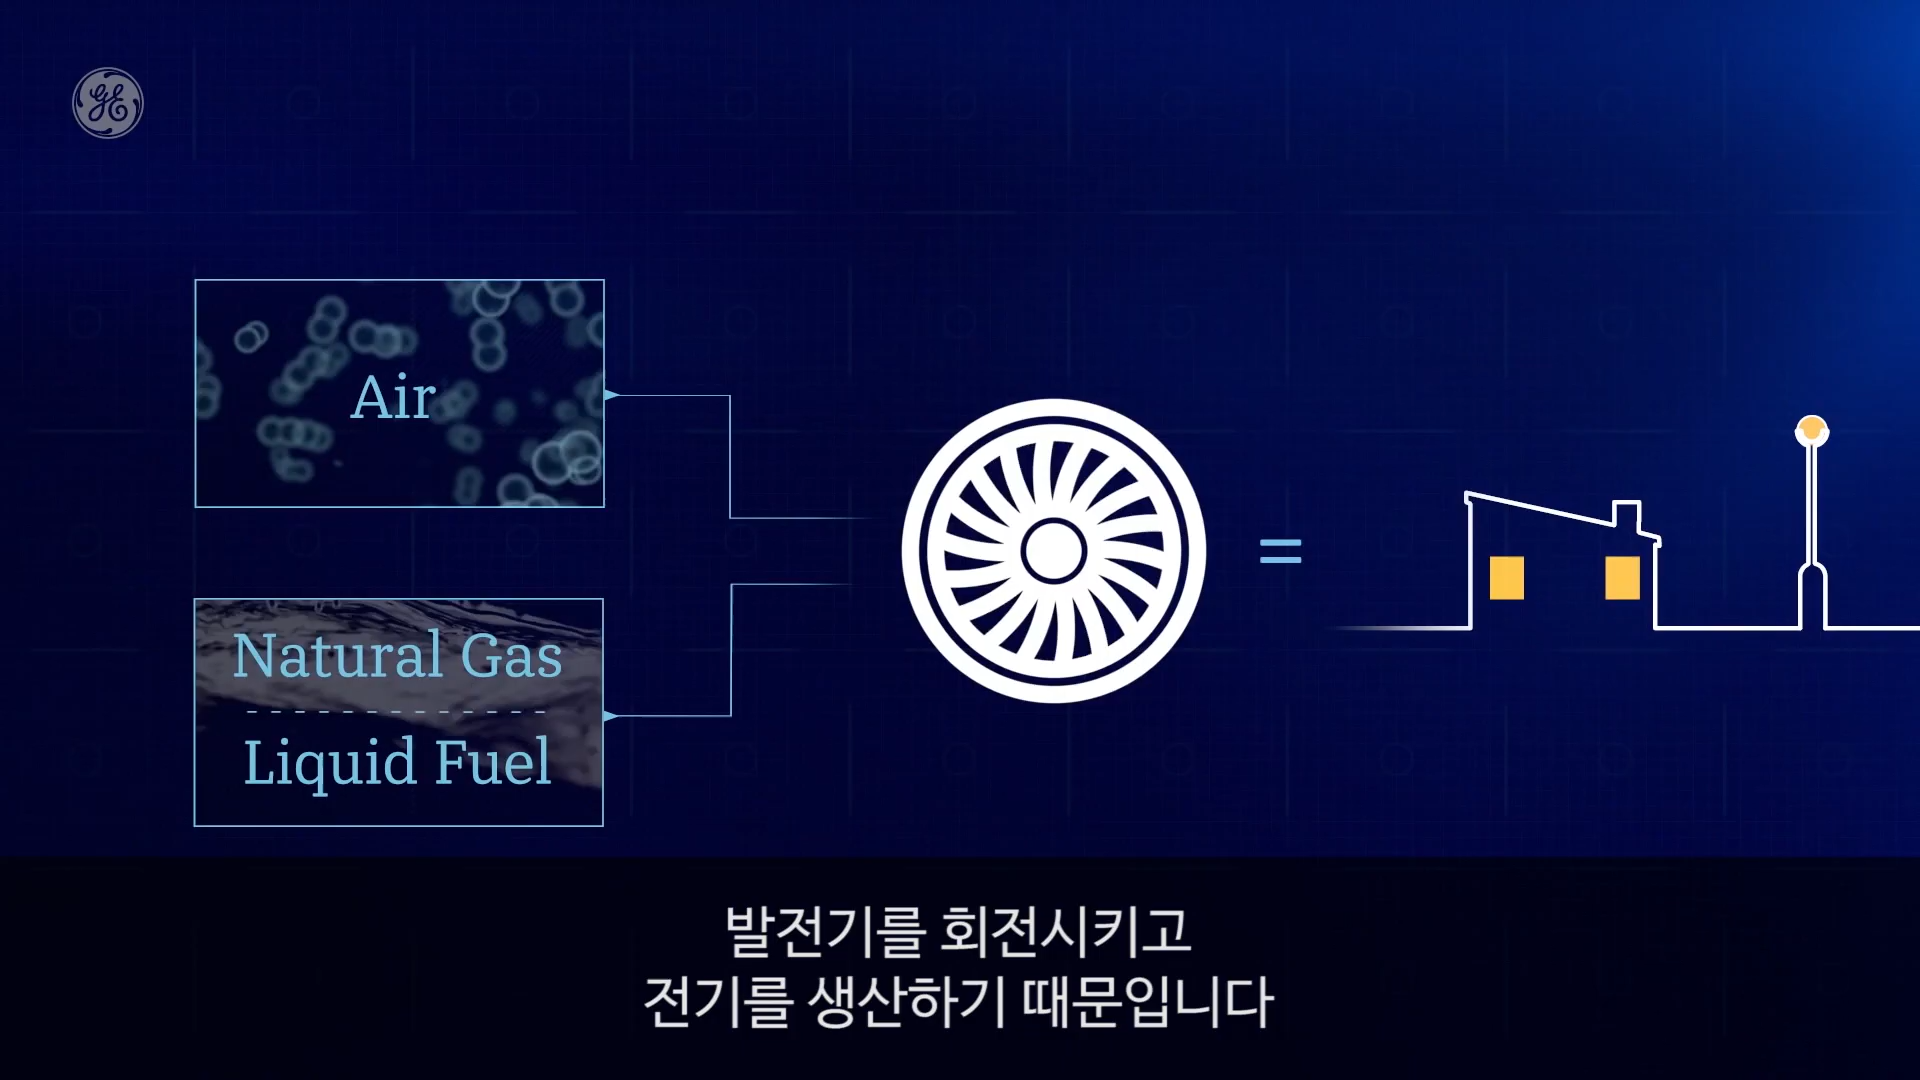 GE
Air
Natural Gas
Liquid Fuel
=
발전기를 회전시키고
전기를 생산하기 때문입니다